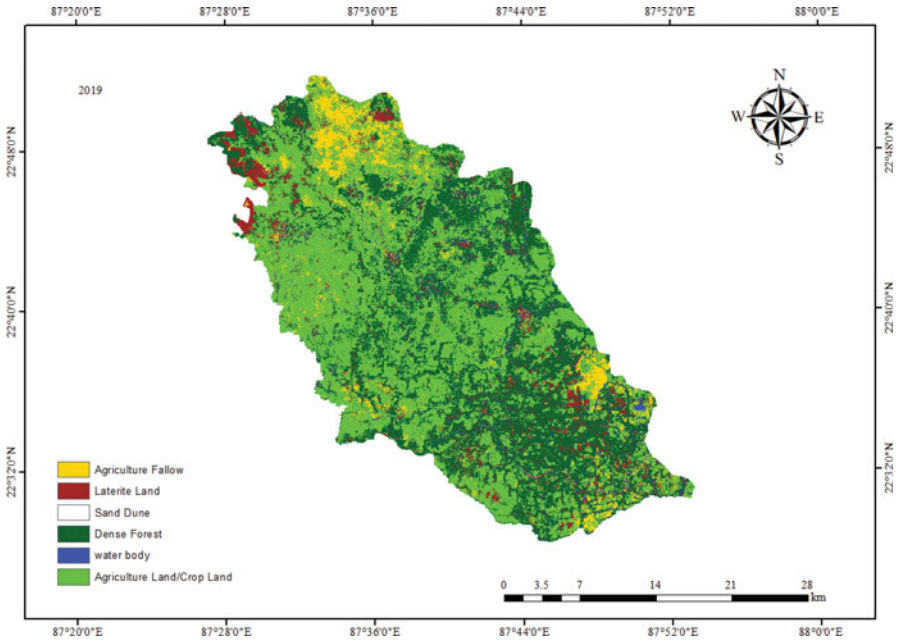 87°20'0"E 87°28'0"E 87°36'0"E 87°44'0"E 87°52'0"E 88°0'0"E
2019
N
W E
S
22°48'0"N 22°48'0"N
22°40'0"N 22°40'0"N
22°32'0"N 22°32'0"N
Agriculture Fallow
Laterite Land
Sand Dune
Dense Forest
water body
Agriculture Land/Crop Land
0 3.5 7 14 21 28
km
87°20'0"E 87°28'0"E 87°36'0"E 87°44'0"E 87°52'0"E 88°0'0"E